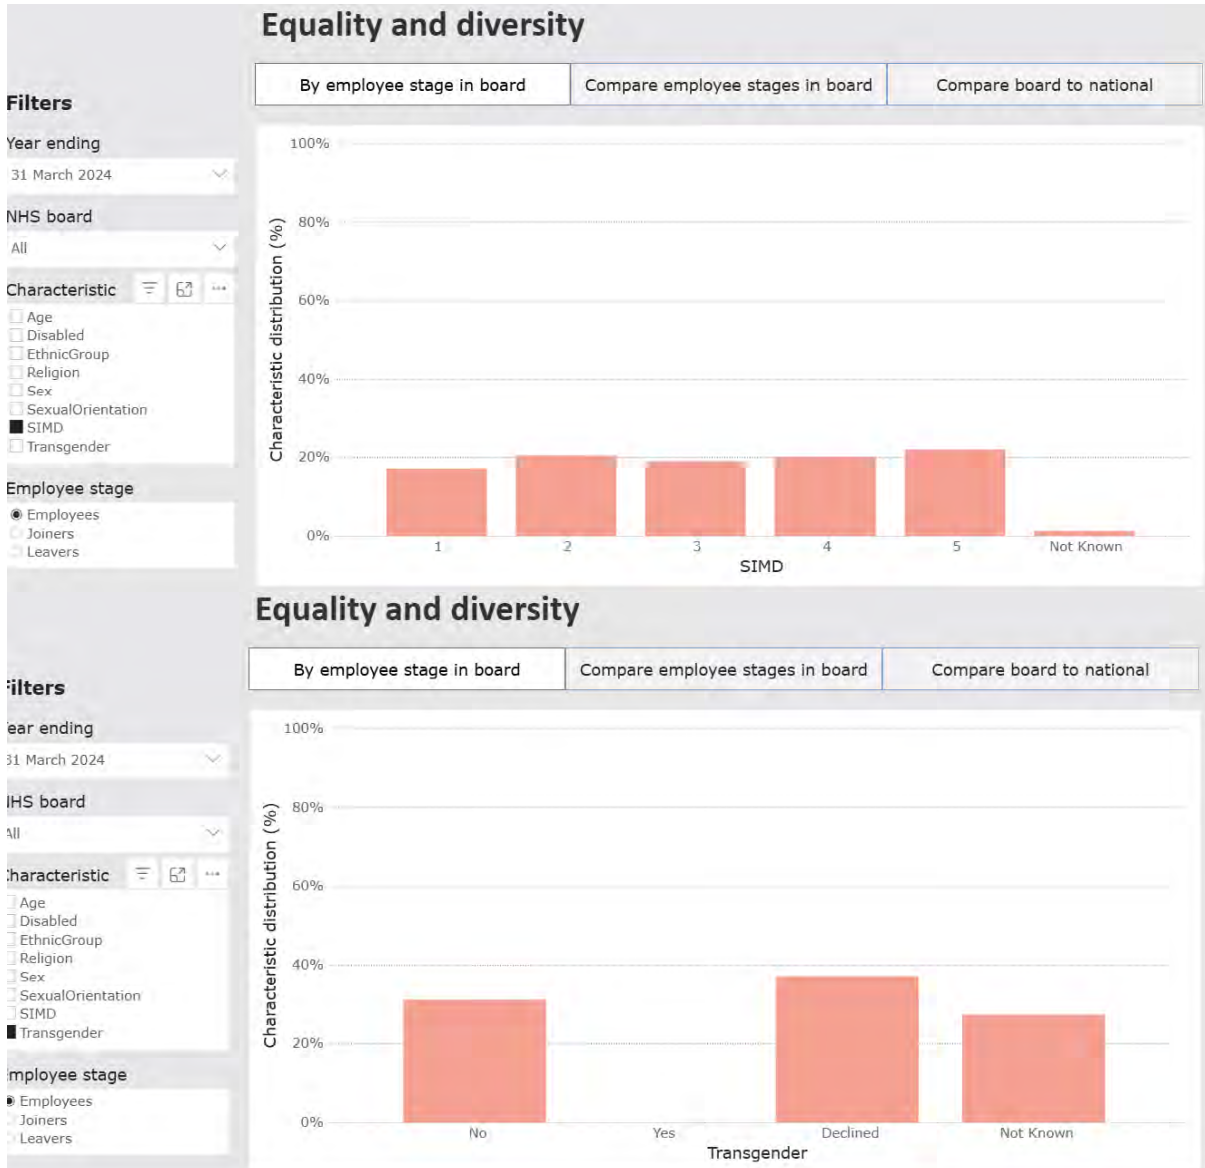 Equality and diversity
By employee stage in board
Compare employee stages in board
Compare board to national
Filters
Year ending
31 March 2024
NHS board
All
Characteristic
Age
Disabled
EthnicGroup
Religion
Sex
SexualOrientation
SIMD
Transgender
Employee stage
Employees
Joiners
Leavers
Characteristic distribution (%)
100%
80%
60%
40%
20%
0%
1
2
3
4
5
Not Known
SIMD
Equality and diversity
By employee stage in board
Compare employee stages in board
Compare board to national
Filters
ear ending
31 March 2024
NHS board
All
Characteristic
Age
Disabled
EthnicGroup
Religion
Sex
SexualOrientation
SIMD
Transgender
mployee stage
Employees
Joiners
Leavers
Characteristic distribution (%)
100%
80%
60%
40%
20%
0%
No
Yes
Declined
Not Known
Transgender